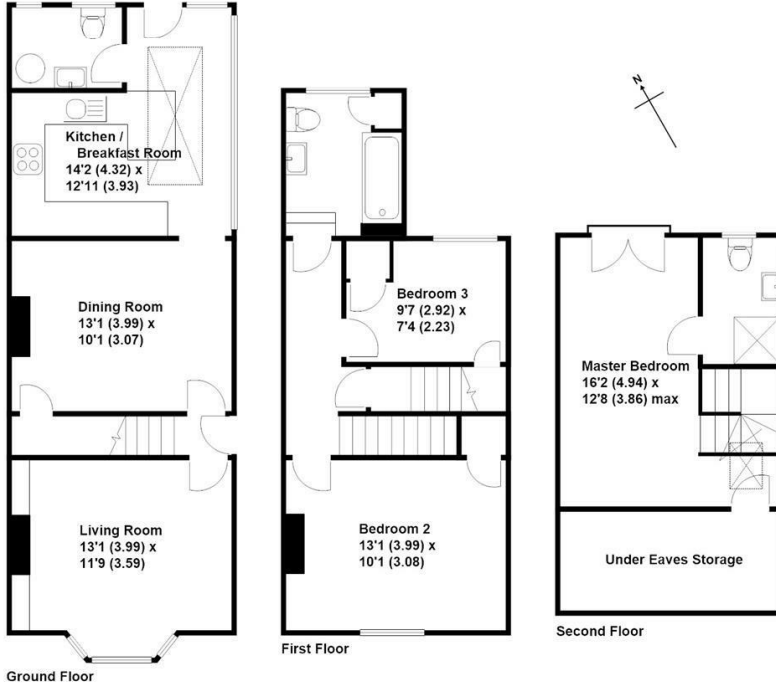 N
Kitchen /
Breakfast Room
14'2 (4.32) x
12'11 (3.93)
Dining Room
13'1 (3.99) x
10'1 (3.07)
Living Room
13'1 (3.99) x
11'9 (3.59)
Ground Floor
Bedroom 3
9'7 (2.92) x
7'4 (2.23)
Bedroom 2
13'1 (3.99) x
10'1 (3.08)
First Floor
Master Bedroom
16'2 (4.94) x
12'8 (3.86) max
Under Eaves Storage
Second Floor